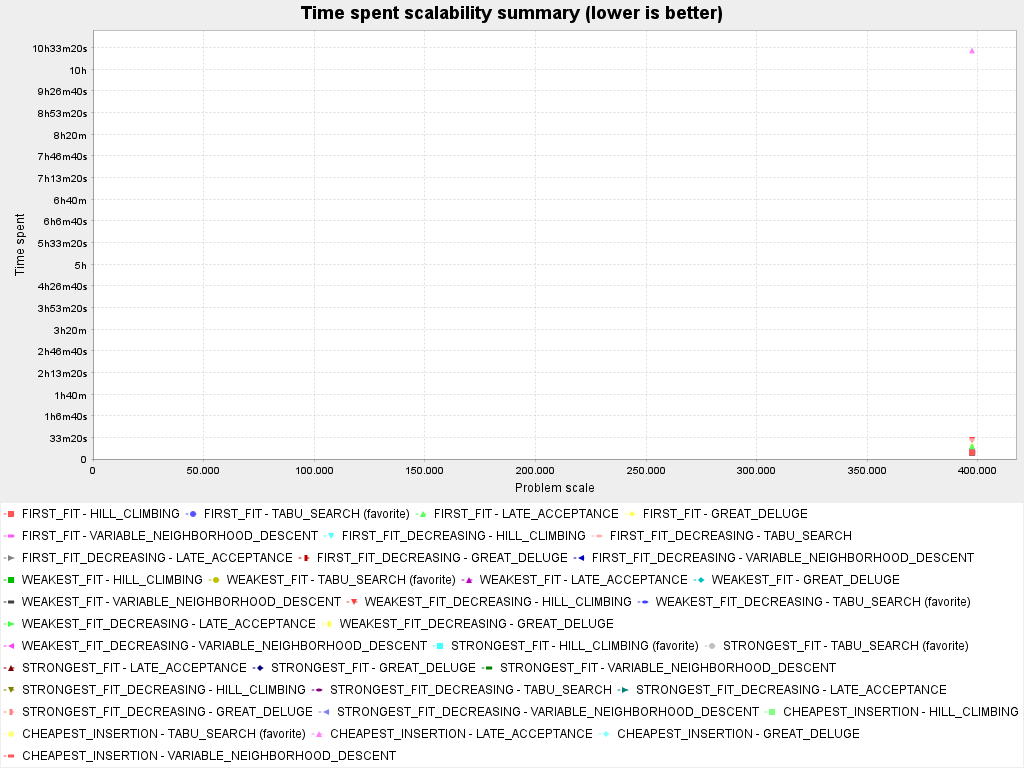 Time spent scalability summary (lower is better)
10h33m20s
10h
9h26m40s
8h53m20s
8h20m
7h46m40s
7h13m20s
6h40m
6h6m40s
5h33m20s
5h
4h26m40s
3h53m20s
3h20m
2h46m40s
2h13m20s
1h40m
1h6m40s
33m20s
0
Time spent
0 50.000 100.000 150.000 200.000 250.000 300.000 350.000 400.000
Problem scale
FIRST_FIT - HILL_CLIMBING FIRST_FIT - TABU_SEARCH (favorite) FIRST_FIT - LATE_ACCEPTANCE FIRST_FIT - GREAT_DELUGE
FIRST_FIT - VARIABLE_NEIGHBORHOOD_DESCENT FIRST_FIT_DECREASING - HILL_CLIMBING FIRST_FIT_DECREASING - TABU_SEARCH
FIRST_FIT_DECREASING - LATE_ACCEPTANCE FIRST_FIT_DECREASING - GREAT_DELUGE FIRST_FIT_DECREASING - VARIABLE_NEIGHBORHOOD_DESCENT
WEAKEST_FIT - HILL_CLIMBING WEAKEST_FIT - TABU_SEARCH (favorite) WEAKEST_FIT - LATE_ACCEPTANCE WEAKEST_FIT - GREAT_DELUGE
WEAKEST_FIT - VARIABLE_NEIGHBORHOOD_DESCENT WEAKEST_FIT_DECREASING - HILL_CLIMBING WEAKEST_FIT_DECREASING - TABU_SEARCH (favorite)
WEAKEST_FIT_DECREASING - LATE_ACCEPTANCE WEAKEST_FIT_DECREASING - GREAT_DELUGE
WEAKEST_FIT_DECREASING - VARIABLE_NEIGHBORHOOD_DESCENT STRONGEST_FIT - HILL_CLIMBING (favorite) STRONGEST_FIT - TABU_SEARCH (favorite)
STRONGEST_FIT - LATE_ACCEPTANCE STRONGEST_FIT - GREAT_DELUGE STRONGEST_FIT - VARIABLE_NEIGHBORHOOD_DESCENT
STRONGEST_FIT_DECREASING - HILL_CLIMBING STRONGEST_FIT_DECREASING - TABU_SEARCH STRONGEST_FIT_DECREASING - LATE_ACCEPTANCE
STRONGEST_FIT_DECREASING - GREAT_DELUGE STRONGEST_FIT_DECREASING - VARIABLE_NEIGHBORHOOD_DESCENT CHEAPEST_INSERTION - HILL_CLIMBING
CHEAPEST_INSERTION - TABU_SEARCH (favorite) CHEAPEST_INSERTION - LATE_ACCEPTANCE CHEAPEST_INSERTION - GREAT_DELUGE
CHEAPEST_INSERTION - VARIABLE_NEIGHBORHOOD_DESCENT